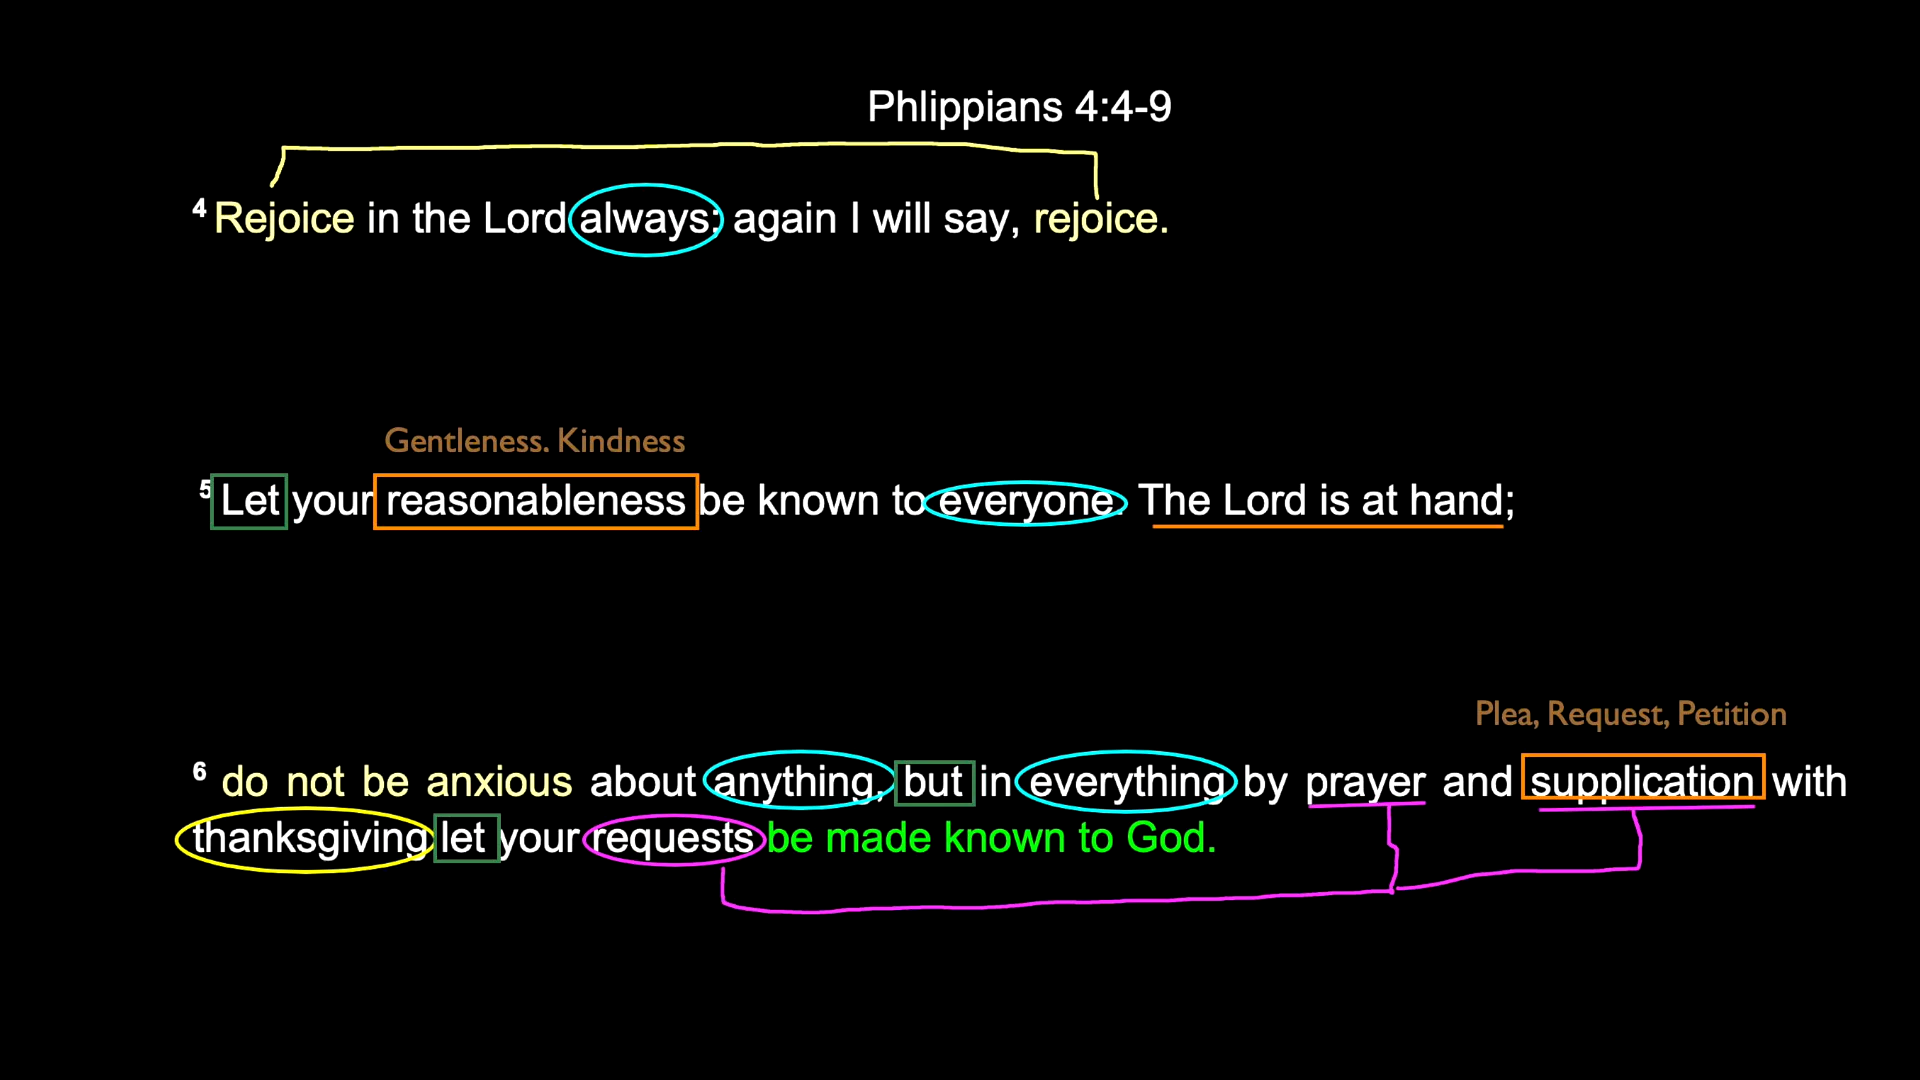 Phlippians 4:4-9
4 Rejoice in the Lord always; again I will say, rejoice.
Gentleness. Kindness
5 Let your reasonableness be known to everyone. The Lord is at hand;
Plea, Request, Petition
6 do not be anxious about anything, but in everything by prayer and supplication with
thanksgiving let your requests be made known to God.